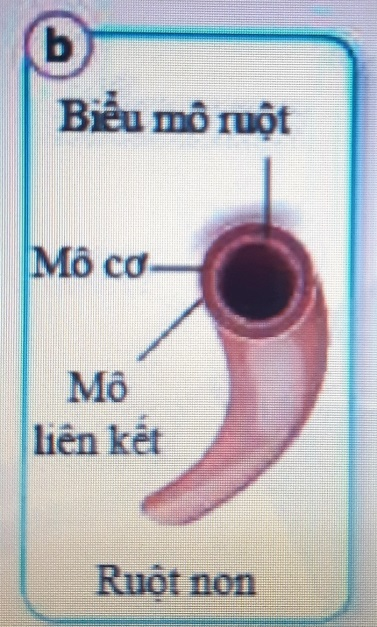 b
Biểu mô ruột
Mô cơ
Mô
liên kết
Ruột non